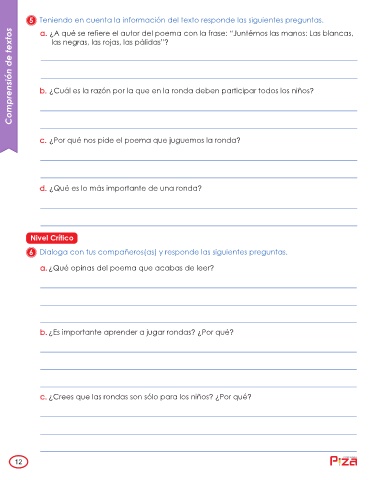 Comprensión de textos
5 Teniendo en cuenta la información del texto responde las siguientes preguntas.
a. ¿A qué se refiere el autor del poema con la frase: "Juntémos las manos: Las blancas,
las negras, las rojas, las pálidas"?
b. ¿Cuál es la razón por la que en la ronda deben participar todos los niños?
c. ¿Por qué nos pide el poema que juguemos la ronda?
d. ¿Qué es lo más importante de una ronda?
Nivel Crítico
6 Dialoga con tus compañeros(as) y responde las siguientes preguntas.
a. ¿Qué opinas del poema que acabas de leer?
b. ¿Es importante aprender a jugar rondas? ¿Por qué?
c. ¿Crees que las rondas son sólo para los niños? ¿Por qué?
12